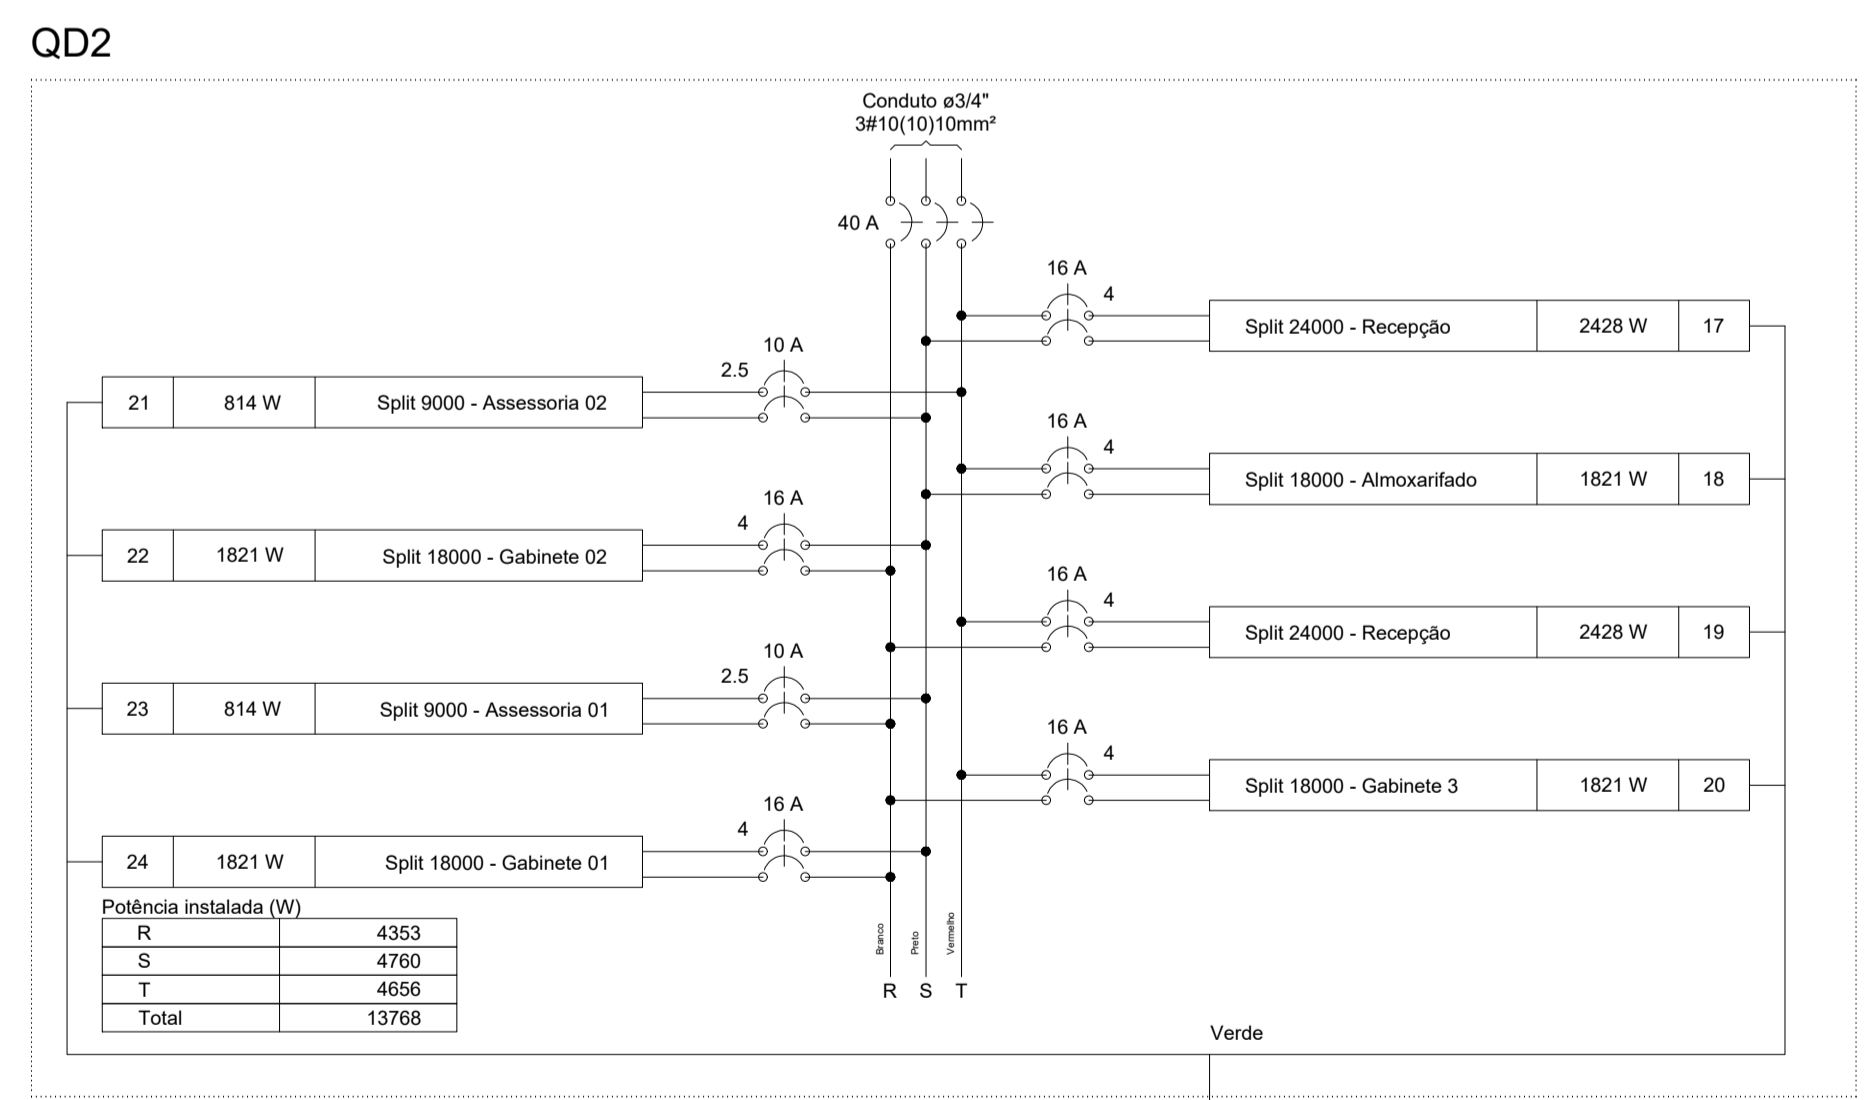 QD2
Conduto ø3/4"
3#10(10)10mm²
40 A
16 A
4
Split 24000 - Recepção 2428 W 17
10 A
2.5
21 814 W Split 9000 - Assessoria 02
16 A
4
Split 18000 - Almoxarifado 1821 W 18
16 A
4
22 1821 W Split 18000 - Gabinete 02
16 A
4
Split 24000 - Recepção 2428 W 19
10 A
2.5
23 814 W Split 9000 - Assessoria 01
16 A
4
Split 18000 - Gabinete 3 1821 W 20
16 A
4
24 1821 W Split 18000 - Gabinete 01
Potência instalada (W)
R 4353
S 4760
T 4656
Total 13768
Branco
Preto
Vermelho
R S T
Verde